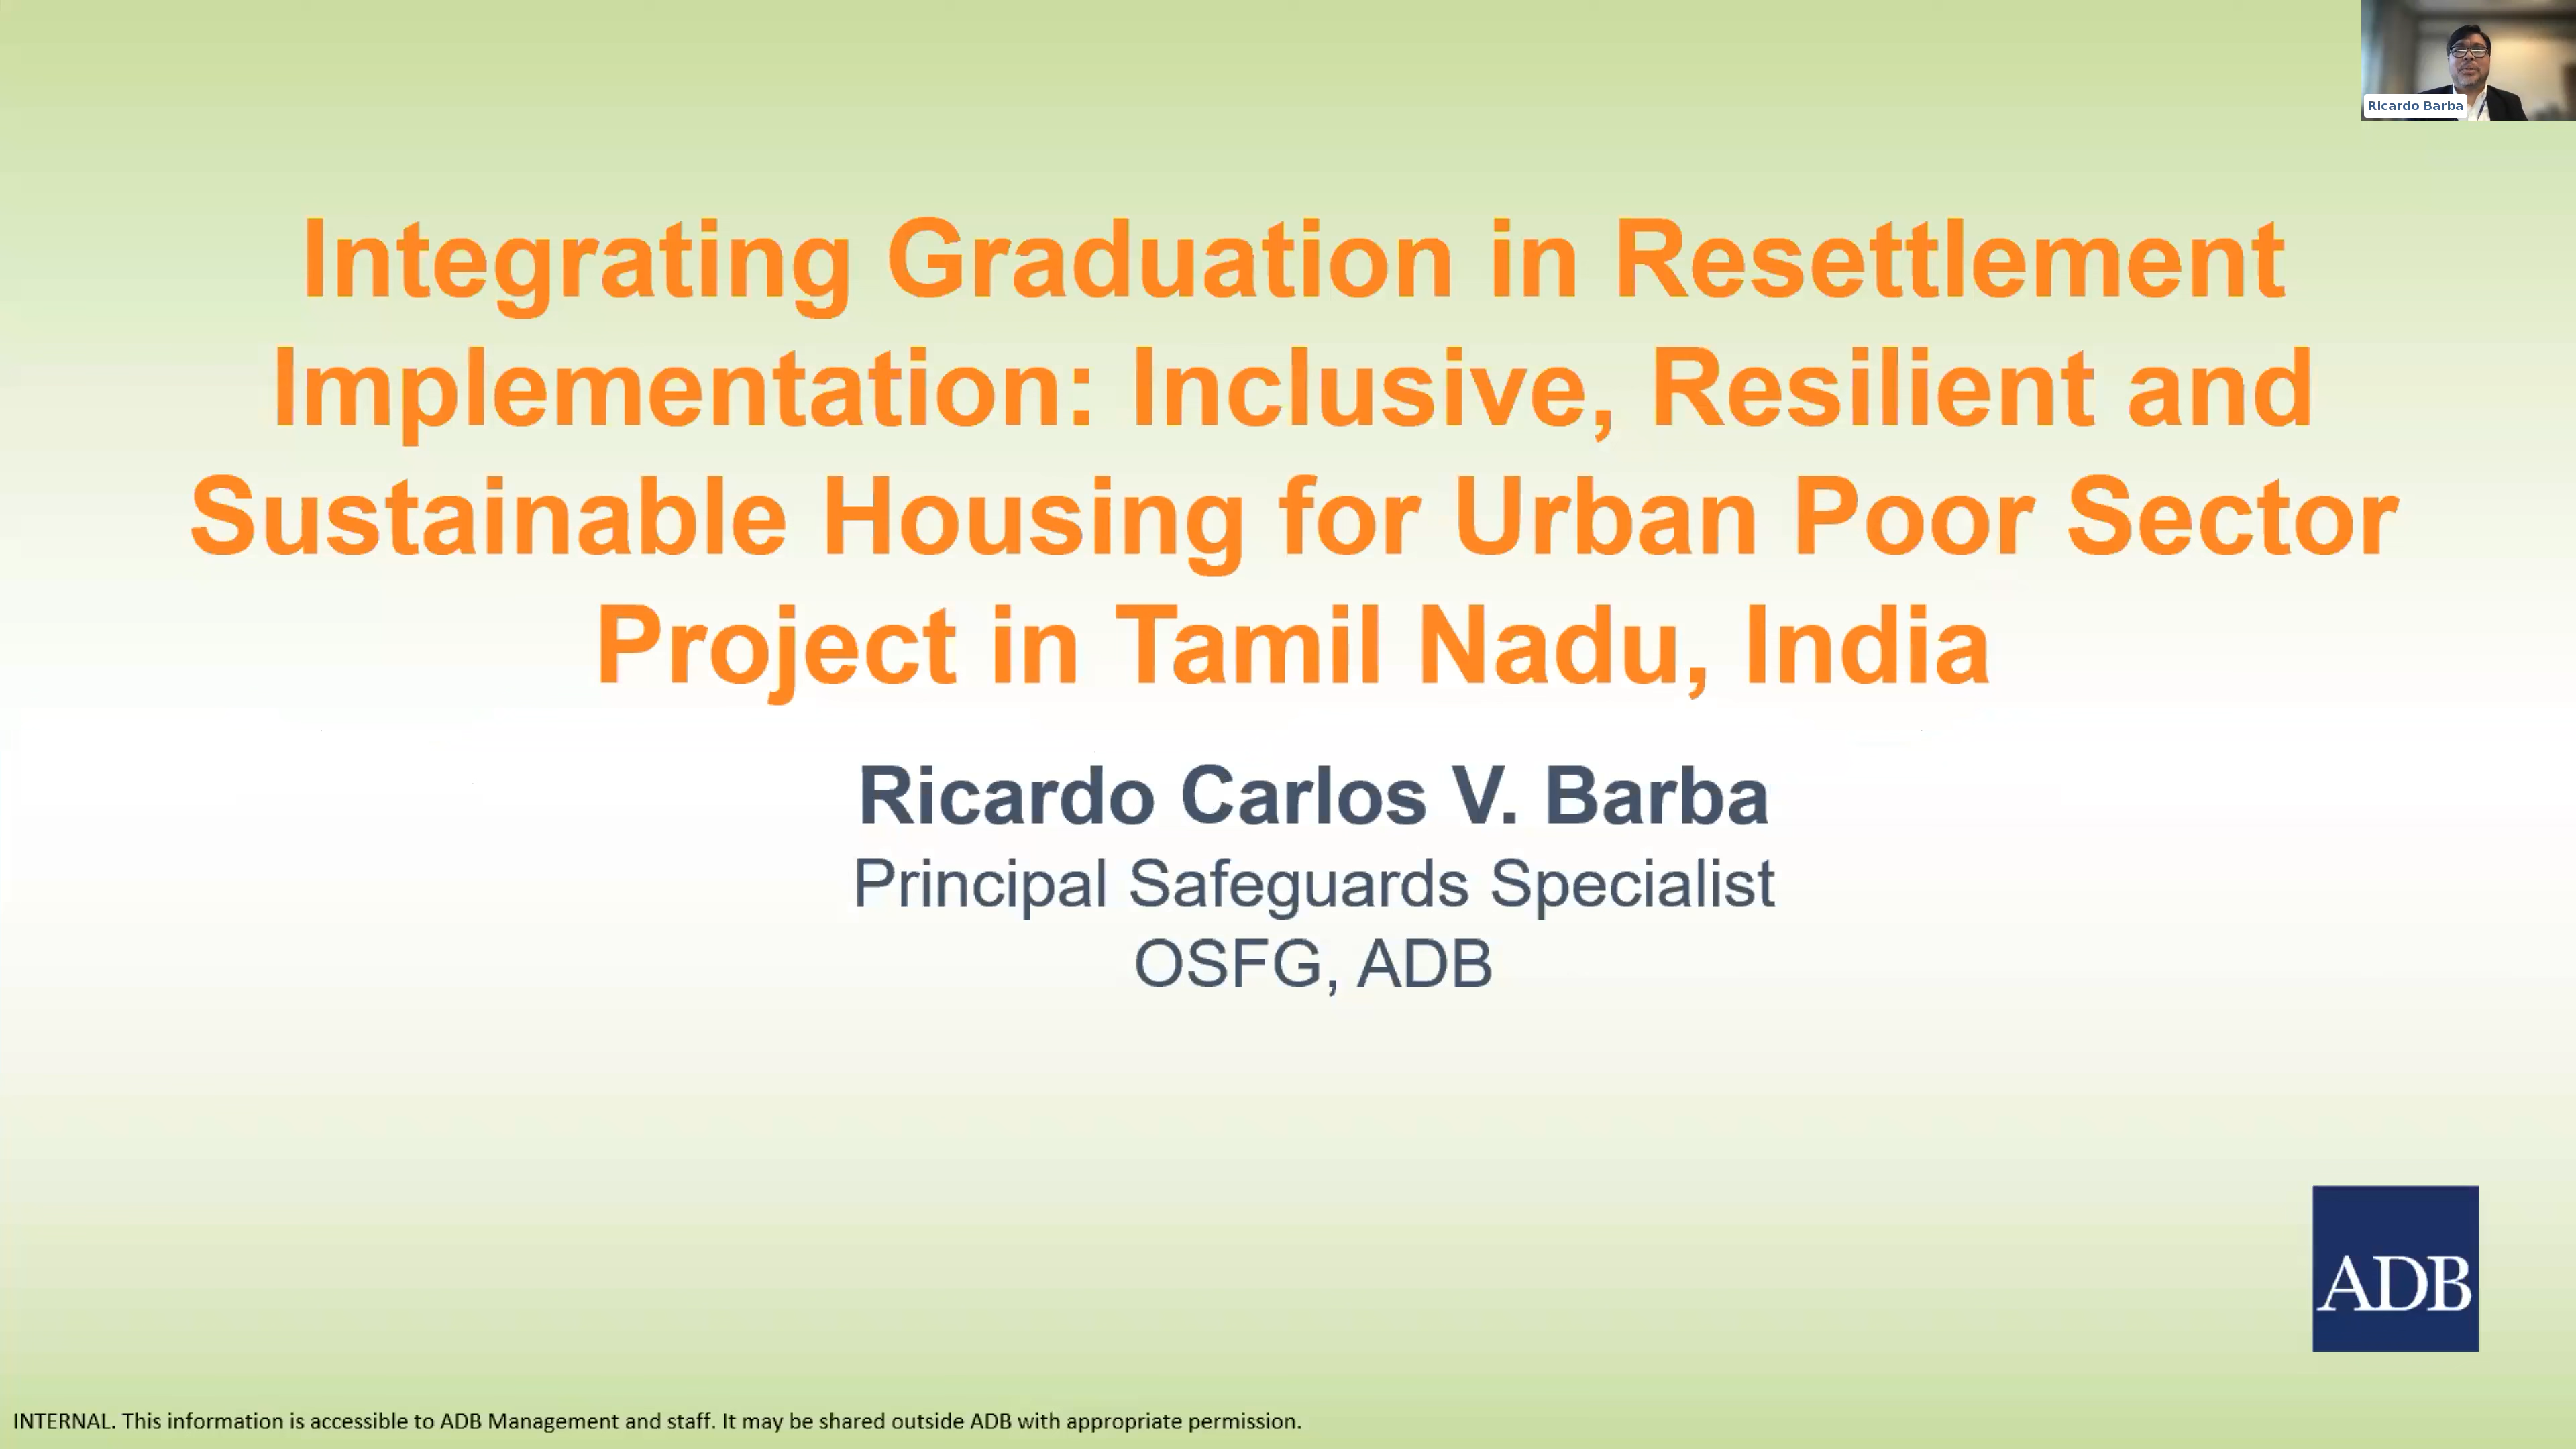 Ricardo Barba
Integrating Graduation in Resettlement
Implementation: Inclusive, Resilient and
Sustainable Housing for Urban Poor Sector
Project in Tamil Nadu, India
Ricardo Carlos V. Barba
Principal Safeguards Specialist
OSFG, ADB
ADB
INTERNAL. This information is accessible to ADB Management and staff. It may be shared outside ADB with appropriate permission.